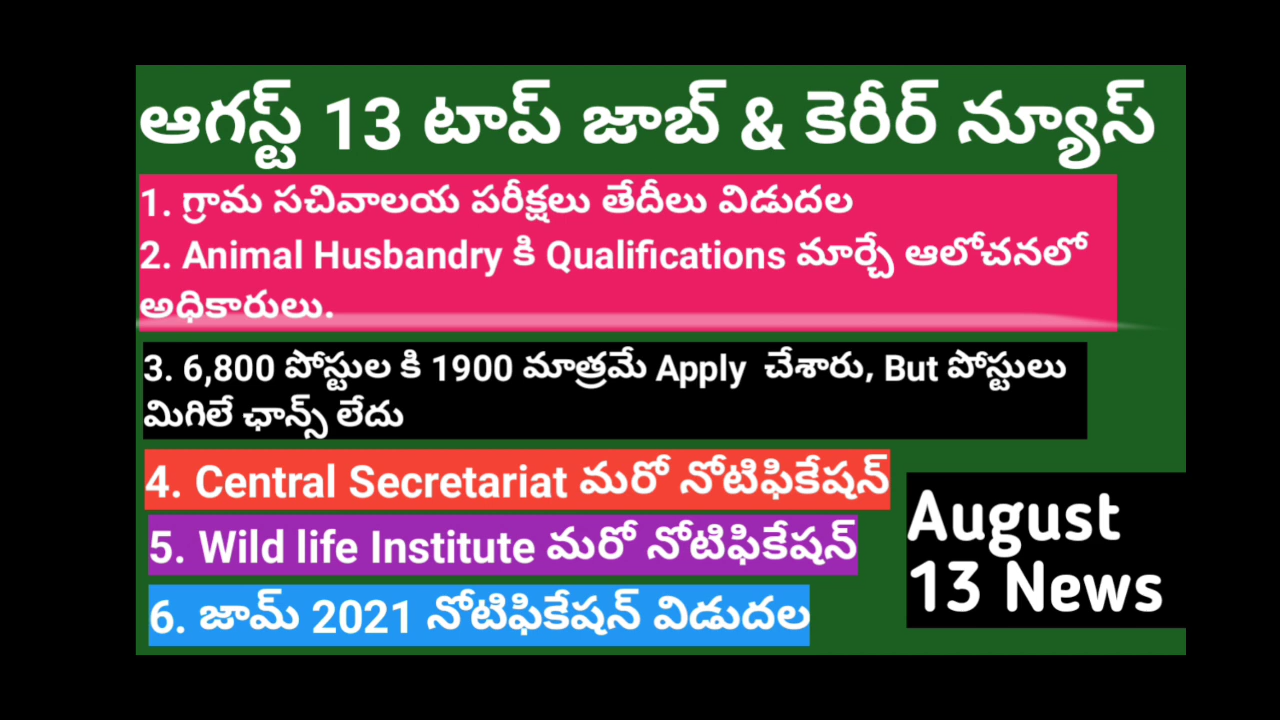 ఆగస్ట్ 13 టాప్ జాబ్ & కెరీర్ న్యూస్
1. గ్రామ సచివాలయ పరీక్షలు తేదీలు విడుదల
2. Animal Husbandry కి Qualifications మార్చే ఆలోచనలో
అధికారులు.
3. 6,800 పోస్టుల కి 1900 మాత్రమే Apply చేశారు, But పోస్టులు
మిగిలే ఛాన్స్ లేదు
4. Central Secretariat మరో నోటిఫికేషన్
5. Wild life Institute మరో నోటిఫికేషన్
6. జామ్ 2021 నోటిఫికేషన్ విడుదల
August
13 News